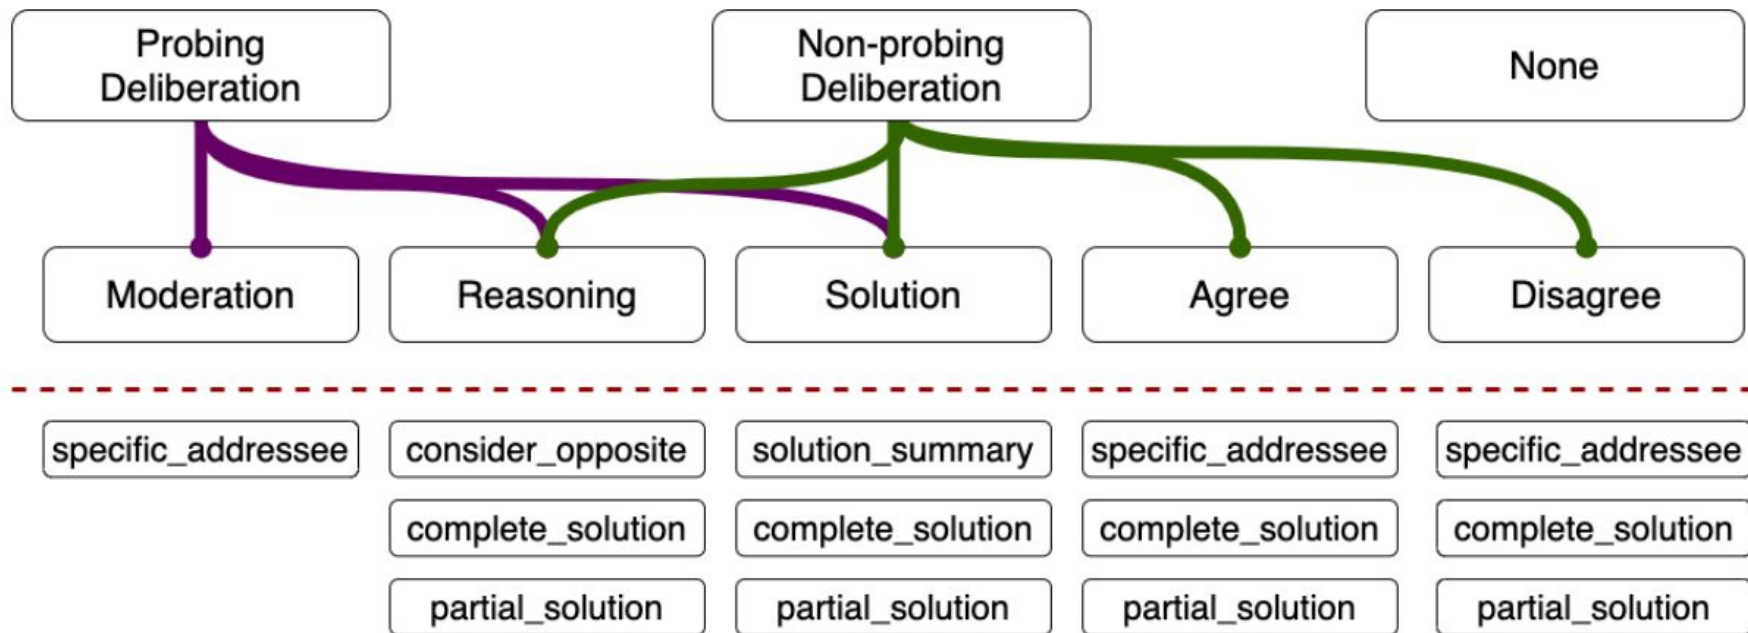 Probing
Deliberation
Non-probing
Deliberation
None
Moderation
Reasoning
Solution
Agree
Disagree
specific_addressee
consider_opposite
solution_summary
specific_addressee
specific_addressee
complete_solution
complete_solution
complete_solution
complete_solution
partial_solution
partial_solution
partial_solution
partial_solution